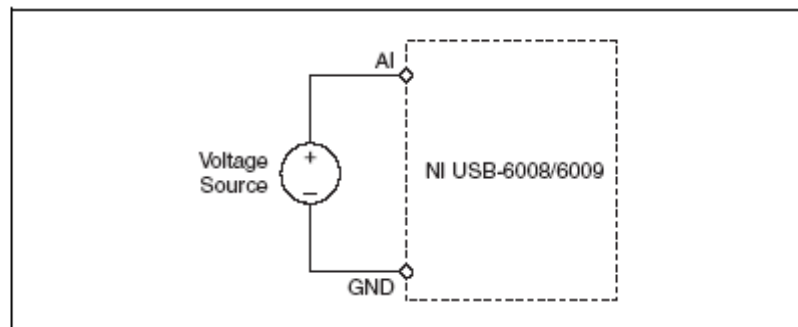 AI
+
Voltage
Source
−
NI USB-6008/6009
GND